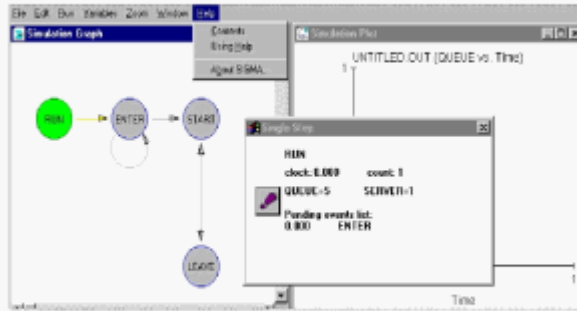 File Edit Run Variables Zoom Window Help
Simulation Graph
Contents
Using Help
About SIGMA...
RUN
ENTER
START
LEAVE
Simulation Plot
UNTITLED.OUT (QUEUE vs. Time)
1
1
Time
Single Step
RUN
clock: 0.000 count: 1
QUEUE=5 SERVER=1
Pending events list:
0.000 ENTER